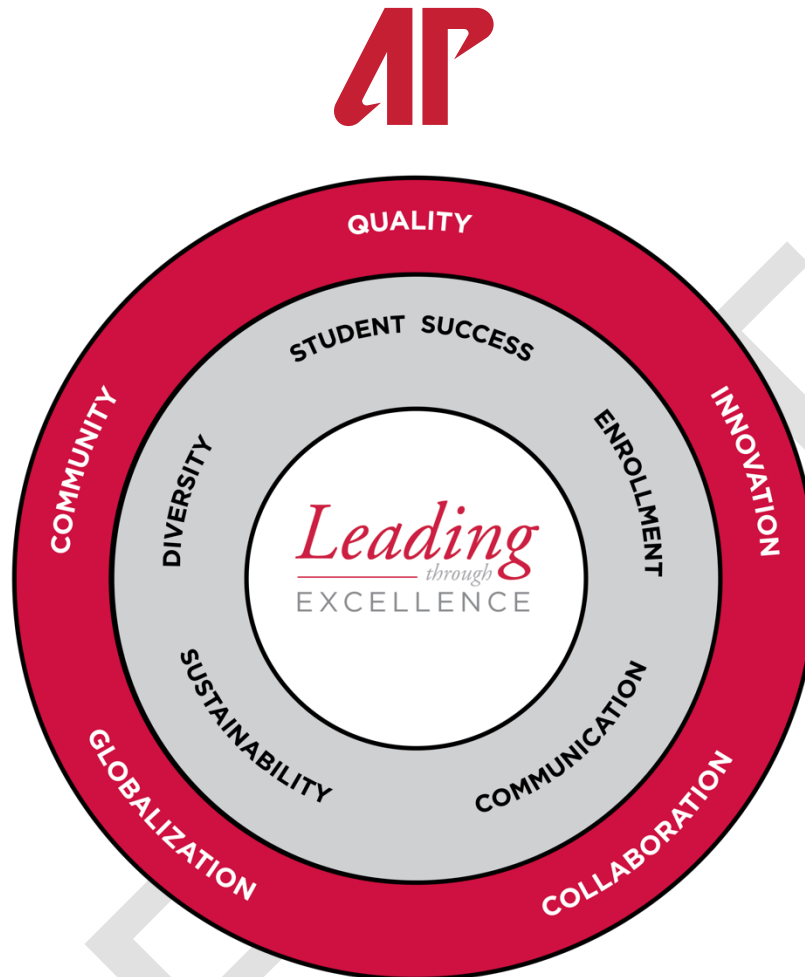 AP
QUALITY
STUDENT SUCCESS
COMMUNITY
INNOVATION
DIVERSITY
ENROLLMENT
Leading
through
EXCELLENCE
SUSTAINABILITY
COMMUNICATION
GLOBALIZATION
COLLABORATION